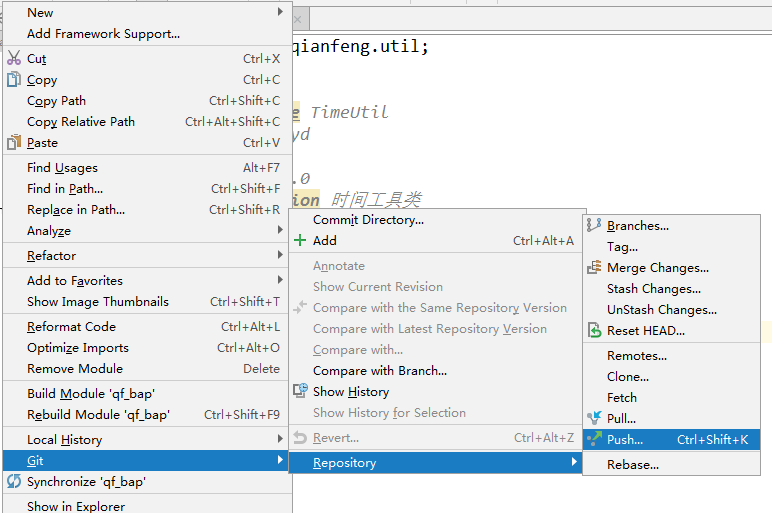 New
Add Framework Support...
Cut Ctrl+X
Copy Ctrl+C
Copy Path Ctrl+Shift+C
Copy Relative Path Ctrl+Alt+Shift+C
Paste Ctrl+V
Find Usages Alt+F7
Find in Path... Ctrl+Shift+F
Replace in Path... Ctrl+Shift+R
Analyze
Refactor
Add to Favorites
Show Image Thumbnails Ctrl+Shift+T
Reformat Code Ctrl+Alt+L
Optimize Imports Ctrl+Alt+O
Remove Module Delete
Build Module 'qf_bap'
Rebuild Module 'qf_bap' Ctrl+Shift+F9
Local History
Git
Synchronize 'qf_bap'
Show in Explorer
qianfeng.util;
e TimeUtil
yd
.0
ion 时间工具类
Commit Directory...
Add Ctrl+Alt+A
Annotate
Show Current Revision
Compare with the Same Repository Version
Compare with Latest Repository Version
Compare with...
Compare with Branch...
Show History
Show History for Selection
Revert... Ctrl+Alt+Z
Repository
Branches...
Tag...
Merge Changes...
Stash Changes...
UnStash Changes...
Reset HEAD...
Remotes...
Clone...
Fetch
Pull...
Push... Ctrl+Shift+K
Rebase...